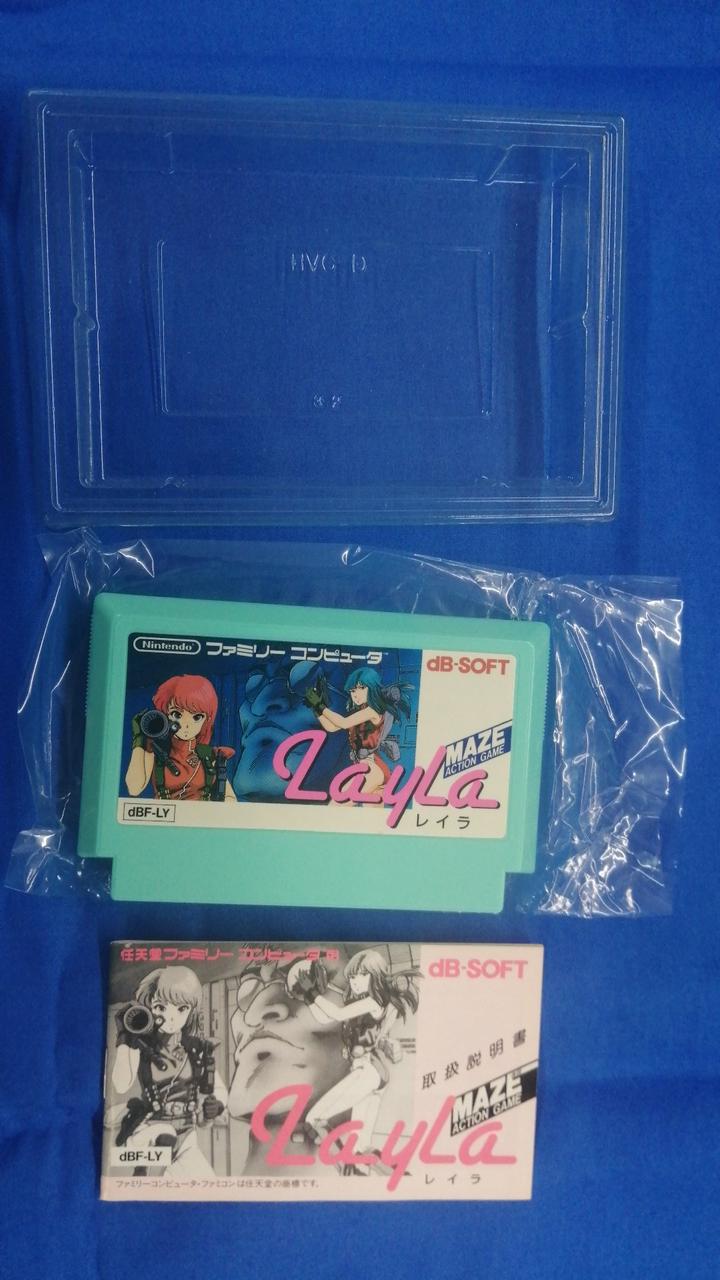 HVC D
32
Nintendo ファミリー コンピュータ™
dB-SOFT
MAZE
ACTION GAME
Layla
レイラ
dBF-LY
任天堂ファミリー コンピュータ用
dB-SOFT
取扱説明書
MAZE
ACTION GAME
Layla
レイラ
dBF-LY
ファミリーコンピュータ・ファミコンは任天堂の商標です。